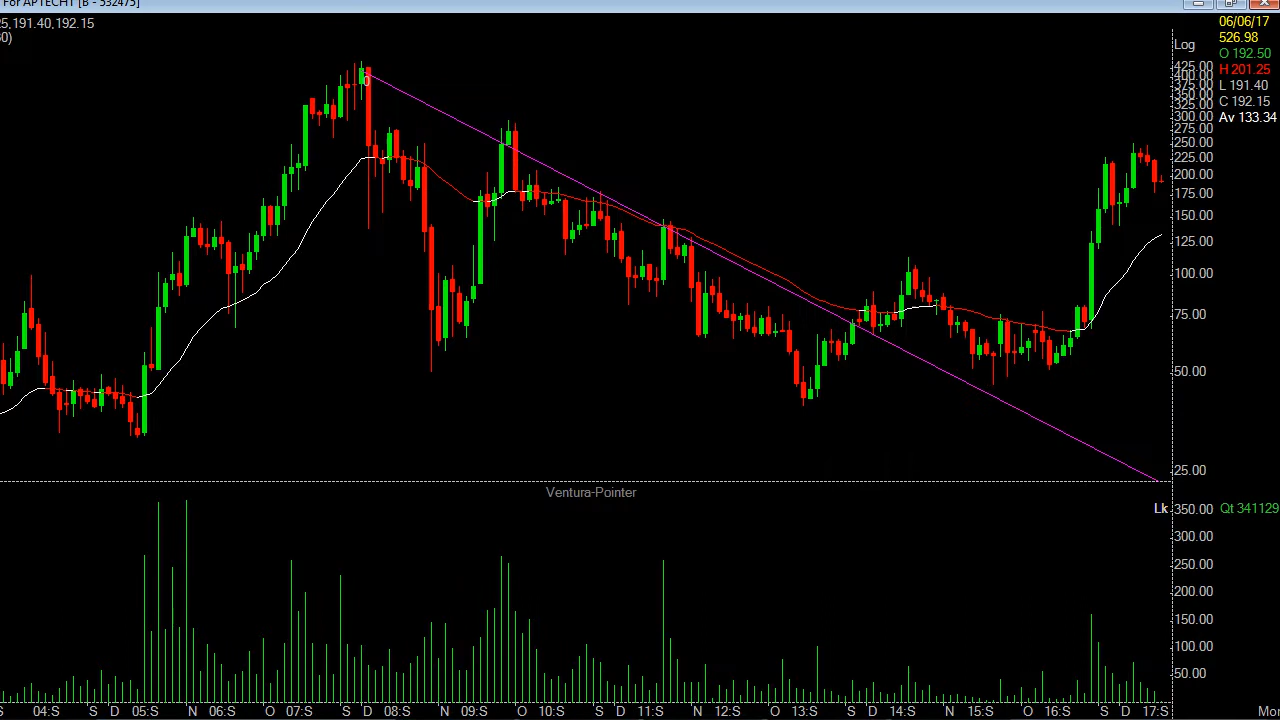 For APTECHT [B - 532475]
5,191.40,192.15
0)
06/06/17
526.98
O 192.50
H 201.25
L 191.40
C 192.15
Av 133.34
Log
425.00
400.00
375.00
350.00
325.00
300.00
275.00
250.00
225.00
200.00
175.00
150.00
125.00
100.00
75.00
50.00
25.00
0
Ventura-Pointer
Lk
Qt 341129
350.00
300.00
250.00
200.00
150.00
100.00
50.00
S 04:S S D 05:S N 06:S O 07:S S D 08:S N 09:S O 10:S S D 11:S N 12:S O 13:S S D 14:S N 15:S O 16:S S D 17:S Mor